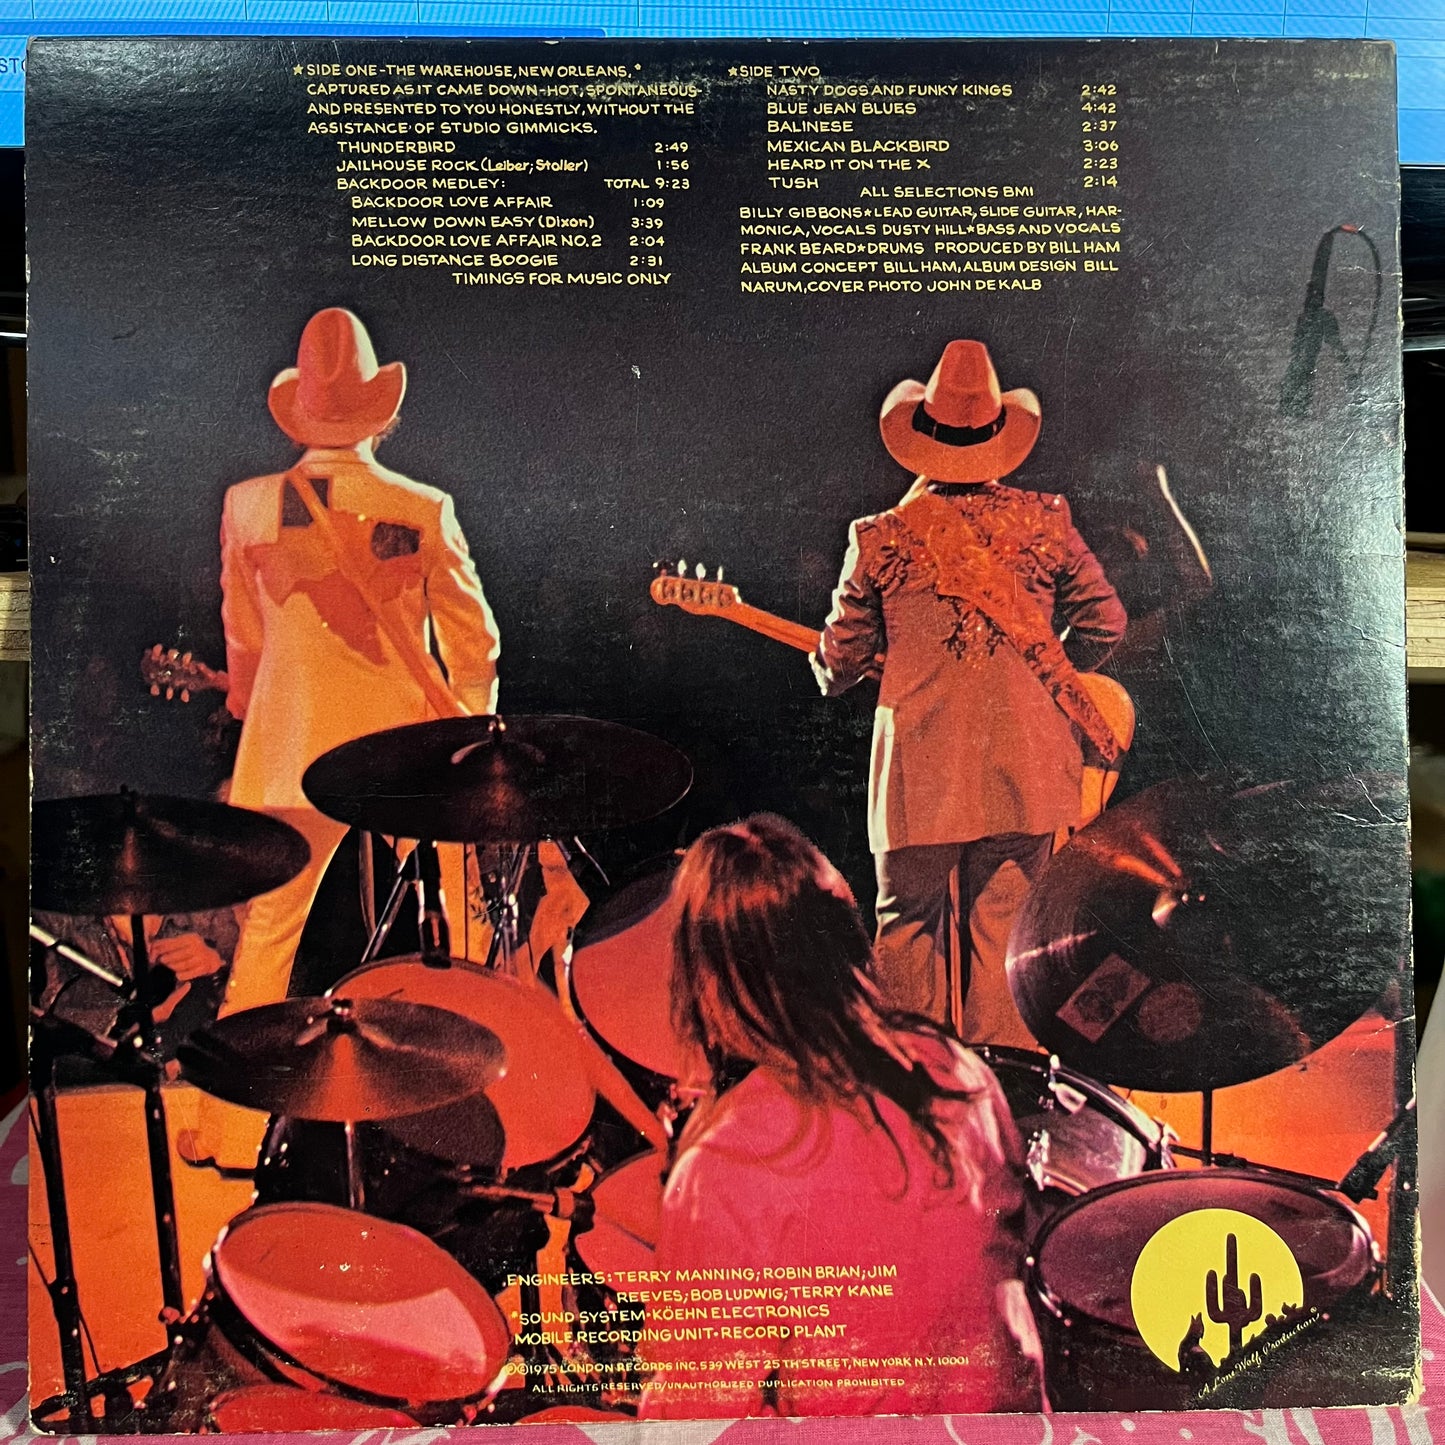 STO
★SIDE ONE-THE WAREHOUSE, NEW ORLEANS,*
CAPTURED AS IT CAME DOWN-HOT, SPONTANEOUS-
AND PRESENTED TO YOU HONESTLY, WITHOUT THE
ASSISTANCE OF STUDIO GIMMICKS.
THUNDERBIRD 2:49
JAILHOUSE ROCK (Leiber; Stoller) 1:56
BACKDOOR MEDLEY: TOTAL 9:23
BACKDOOR LOVE AFFAIR 1:09
MELLOW DOWN EASY (Dixon) 3:39
BACKDOOR LOVE AFFAIR NO.2 2:04
LONG DISTANCE BOOGIE 2:31
TIMINGS FOR MUSIC ONLY
★SIDE TWO
NASTY DOGS AND FUNKY KINGS 2:42
BLUE JEAN BLUES 4:42
BALINESE 2:37
MEXICAN BLACKBIRD 3:06
HEARD IT ON THE X 2:23
TUSH 2:14
ALL SELECTIONS BMI
BILLY GIBBONS★LEAD GUITAR, SLIDE GUITAR, HAR-
MONICA, VOCALS DUSTY HILL★BASS AND VOCALS
FRANK BEARD★DRUMS PRODUCED BY BILL HAM
ALBUM CONCEPT BILL HAM, ALBUM DESIGN BILL
NARUM, COVER PHOTO JOHN DEKALB
ENGINEERS: TERRY MANNING; ROBIN BRIAN; JIM
REEVES; BOB LUDWIG; TERRY KANE
*SOUND SYSTEM·KÖEHN ELECTRONICS
MOBILE RECORDING UNIT·RECORD PLANT
℗©1975 LONDON RECORDS INC. 539 WEST 25TH STREET, NEW YORK N.Y. 10001
ALL RIGHTS RESERVED/UNAUTHORIZED DUPLICATION PROHIBITED
A Lone Wolf Production®